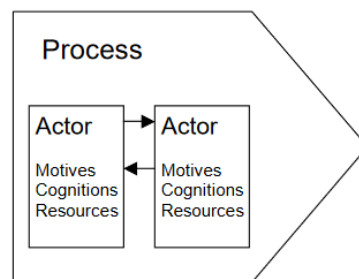 Process
Actor
Motives
Cognitions
Resources
Actor
Motives
Cognitions
Resources